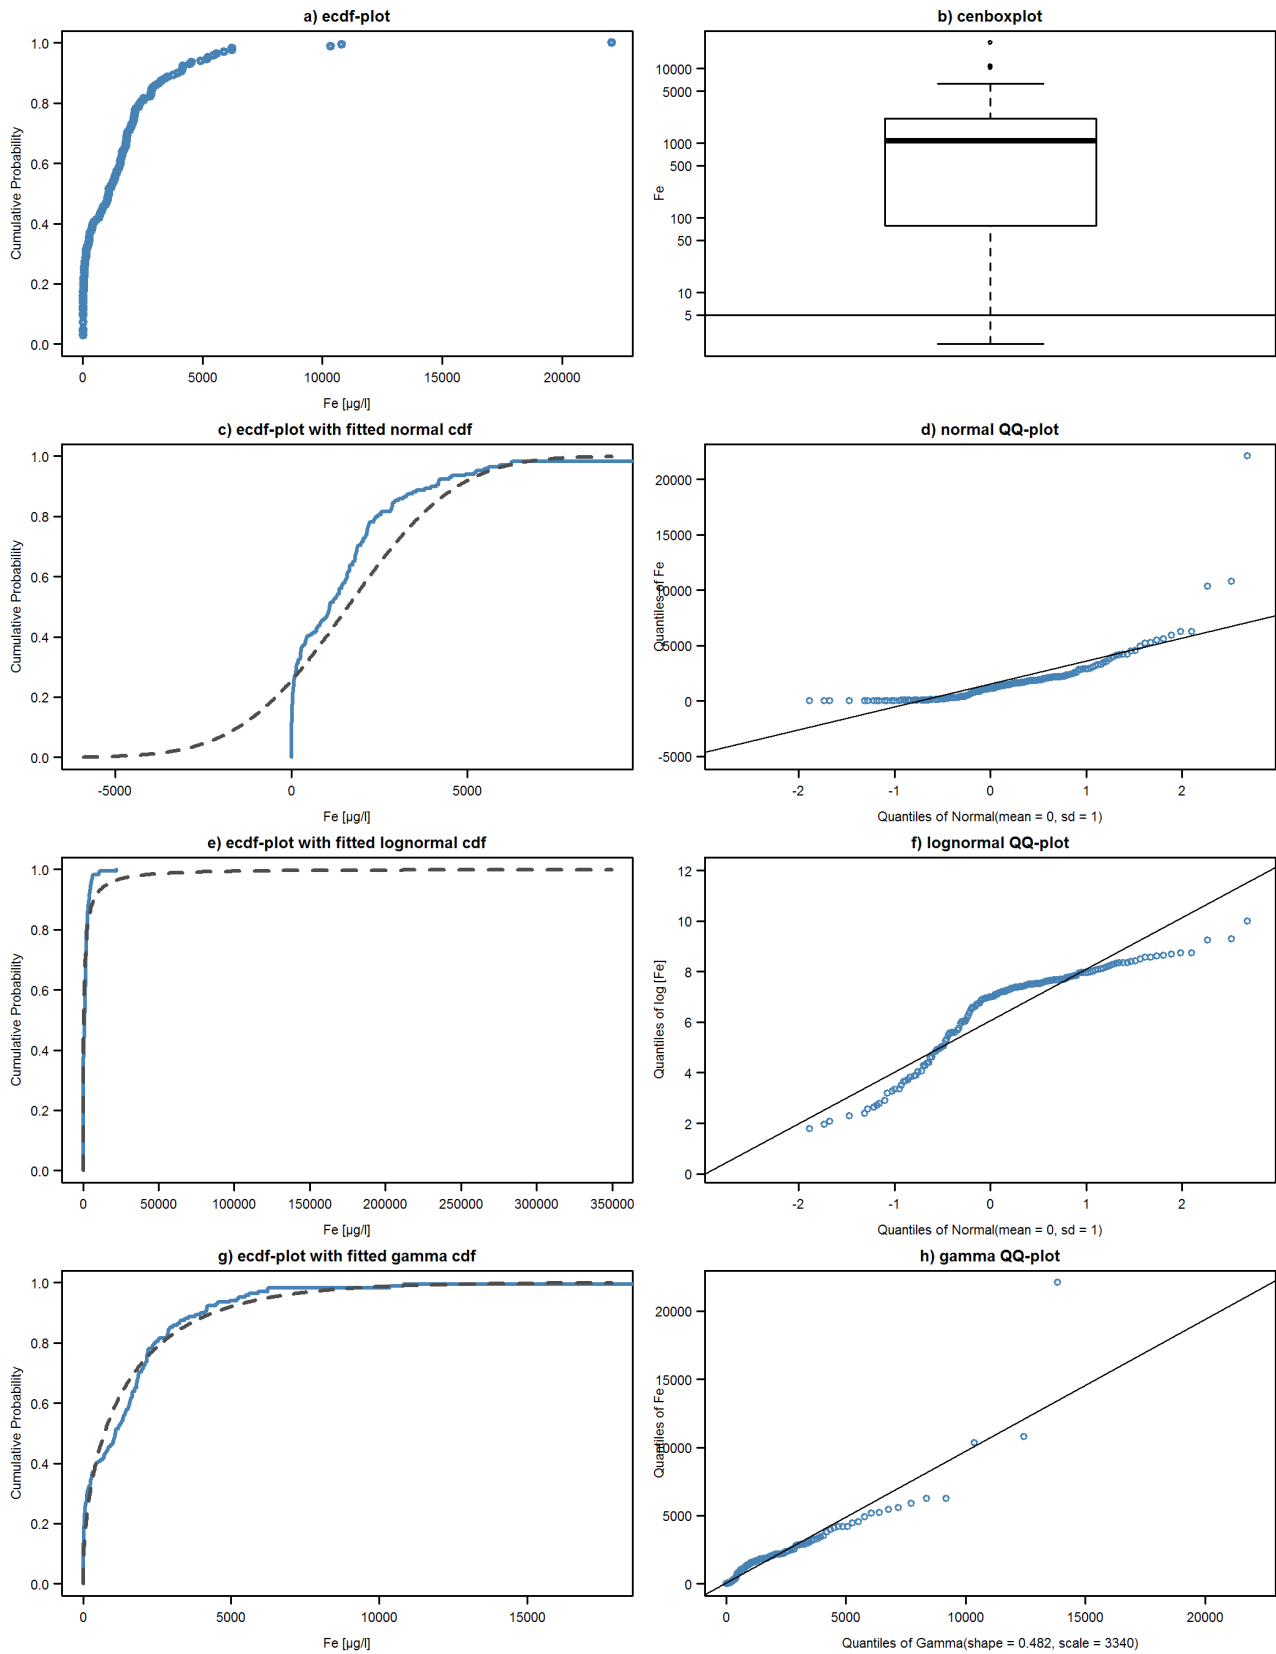 a) ecdf-plot
1.0
0.8
0.6
0.4
0.2
0.0
Cumulative Probability
0 5000 10000 15000 20000
Fe [µg/l]
b) cenboxplot
10000
5000
1000
500
100
50
10
5
Fe
c) ecdf-plot with fitted normal cdf
1.0
0.8
0.6
0.4
0.2
0.0
Cumulative Probability
-5000 0 5000
Fe [µg/l]
d) normal QQ-plot
20000
15000
10000
5000
0
-5000
Quantiles of Fe
-2 -1 0 1 2
Quantiles of Normal(mean = 0, sd = 1)
e) ecdf-plot with fitted lognormal cdf
1.0
0.8
0.6
0.4
0.2
0.0
Cumulative Probability
0 50000 100000 150000 200000 250000 300000 350000
Fe [µg/l]
f) lognormal QQ-plot
12
10
8
6
4
2
0
Quantiles of log [Fe]
-2 -1 0 1 2
Quantiles of Normal(mean = 0, sd = 1)
g) ecdf-plot with fitted gamma cdf
1.0
0.8
0.6
0.4
0.2
0.0
Cumulative Probability
0 5000 10000 15000
Fe [µg/l]
h) gamma QQ-plot
20000
15000
10000
5000
0
Quantiles of Fe
0 5000 10000 15000 20000
Quantiles of Gamma(shape = 0.482, scale = 3340)